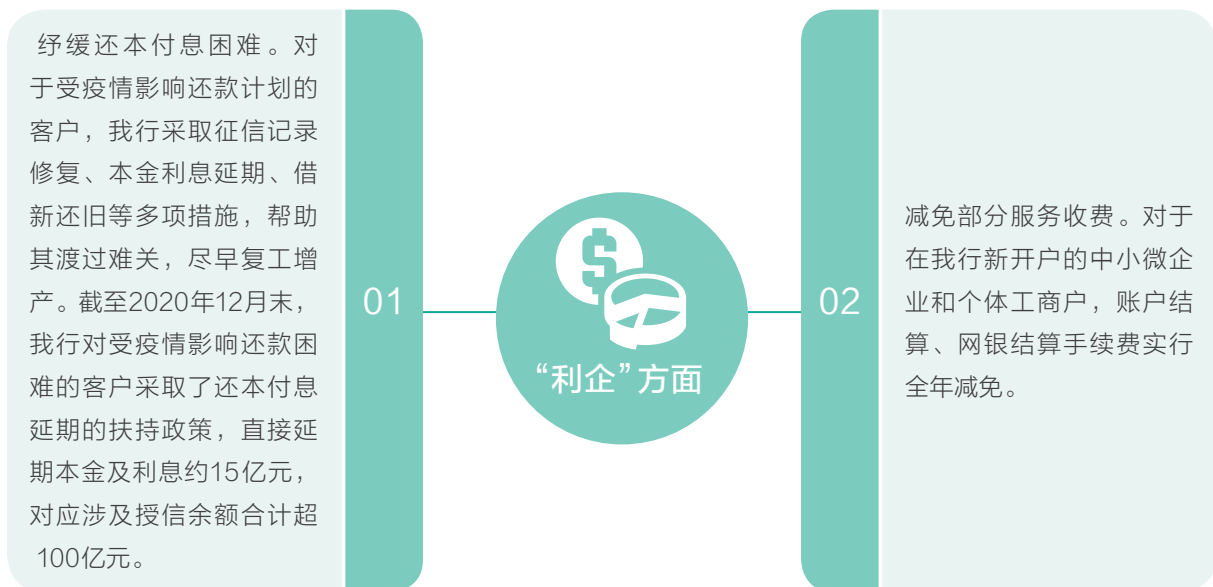 纾缓还本付息困难。对
于受疫情影响还款计划的
客户，我行采取征信记录
修复、本金利息延期、借
新还旧等多项措施，帮助
其渡过难关，尽早复工增
产。截至2020年12月末，
我行对受疫情影响还款困
难的客户采取了还本付息
延期的扶持政策，直接延
期本金及利息约15亿元，
对应涉及授信余额合计超
100亿元。
01
“利企”方面
02
减免部分服务收费。对于
在我行新开户的中小微企
业和个体工商户，账户结
算、网银结算手续费实行
全年减免。